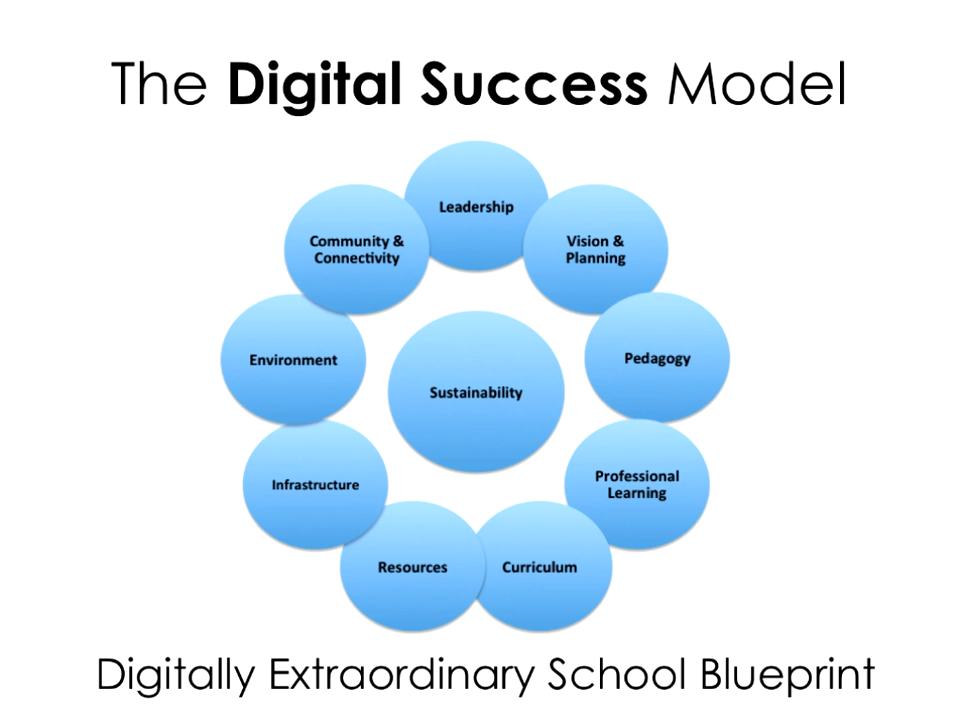 The Digital Success Model
Leadership
Community &
Connectivity
Vision &
Planning
Environment
Pedagogy
Sustainability
Infrastructure
Professional
Learning
Resources
Curriculum
Digitally Extraordinary School Blueprint